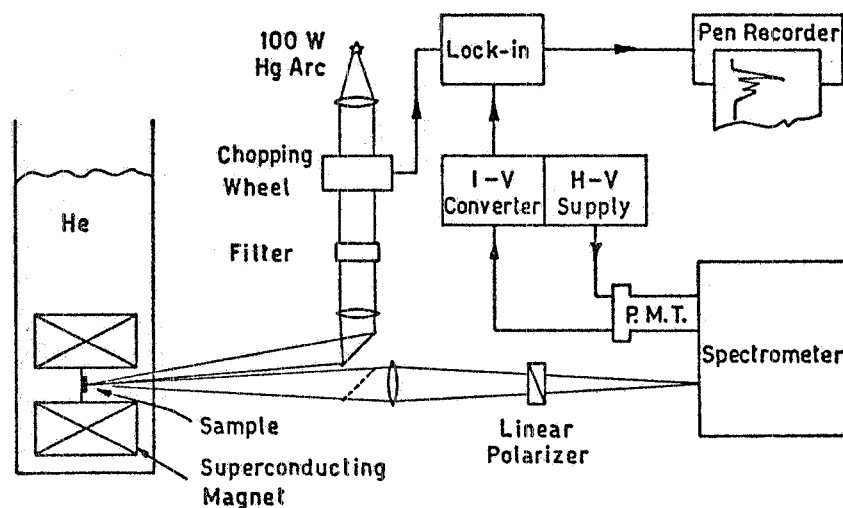 100 W
Hg Arc
Lock-in
Pen Recorder
Chopping
Wheel
I-V
Converter
H-V
Supply
He
Filter
P.M.T.
Spectrometer
Sample
Linear
Polarizer
Superconducting
Magnet